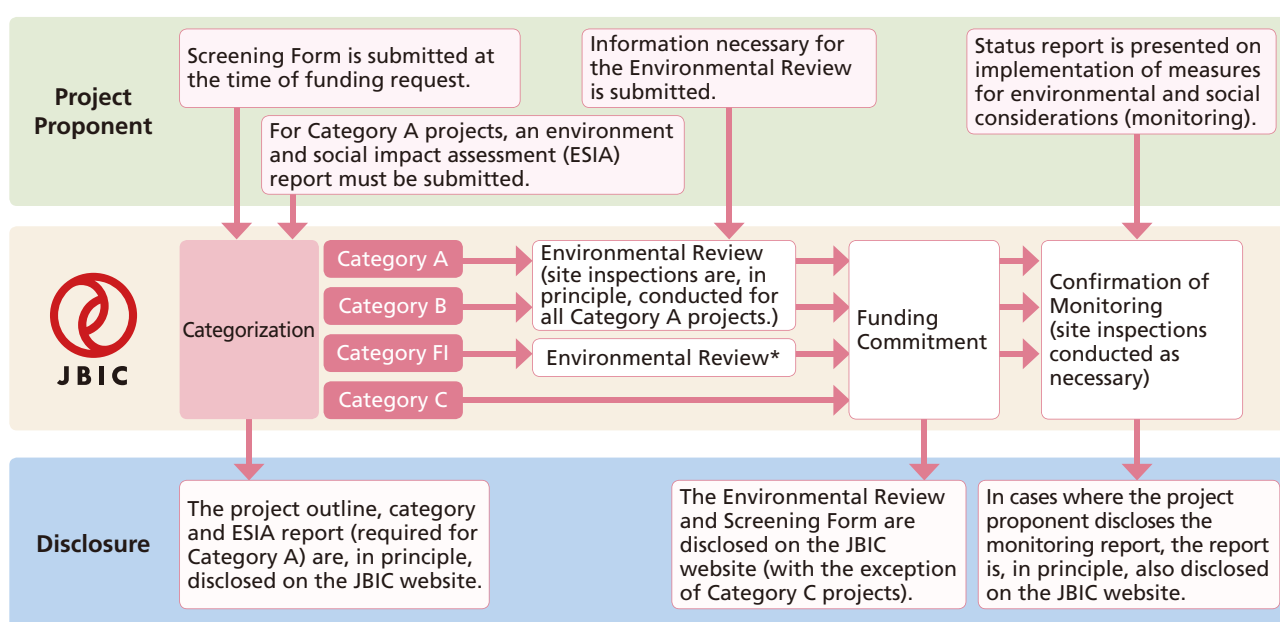 Project
Proponent
Screening Form is submitted at
the time of funding request.
For Category A projects, an environment
and social impact assessment (ESIA)
report must be submitted.
Information necessary for
the Environmental Review
is submitted.
Status report is presented on
implementation of measures
for environmental and social
considerations (monitoring).
JBIC
Categorization
Category A
Category B
Category FI
Category C
Environmental Review
(site inspections are, in
principle, conducted for
all Category A projects.)
Environmental Review*
Funding
Commitment
Confirmation of
Monitoring
(site inspections
conducted as
necessary)
Disclosure
The project outline, category
and ESIA report (required for
Category A) are, in principle,
disclosed on the JBIC website.
The Environmental Review
and Screening Form are
disclosed on the JBIC
website (with the exception
of Category C projects).
In cases where the project
proponent discloses the
monitoring report, the report
is, in principle, also disclosed
on the JBIC website.